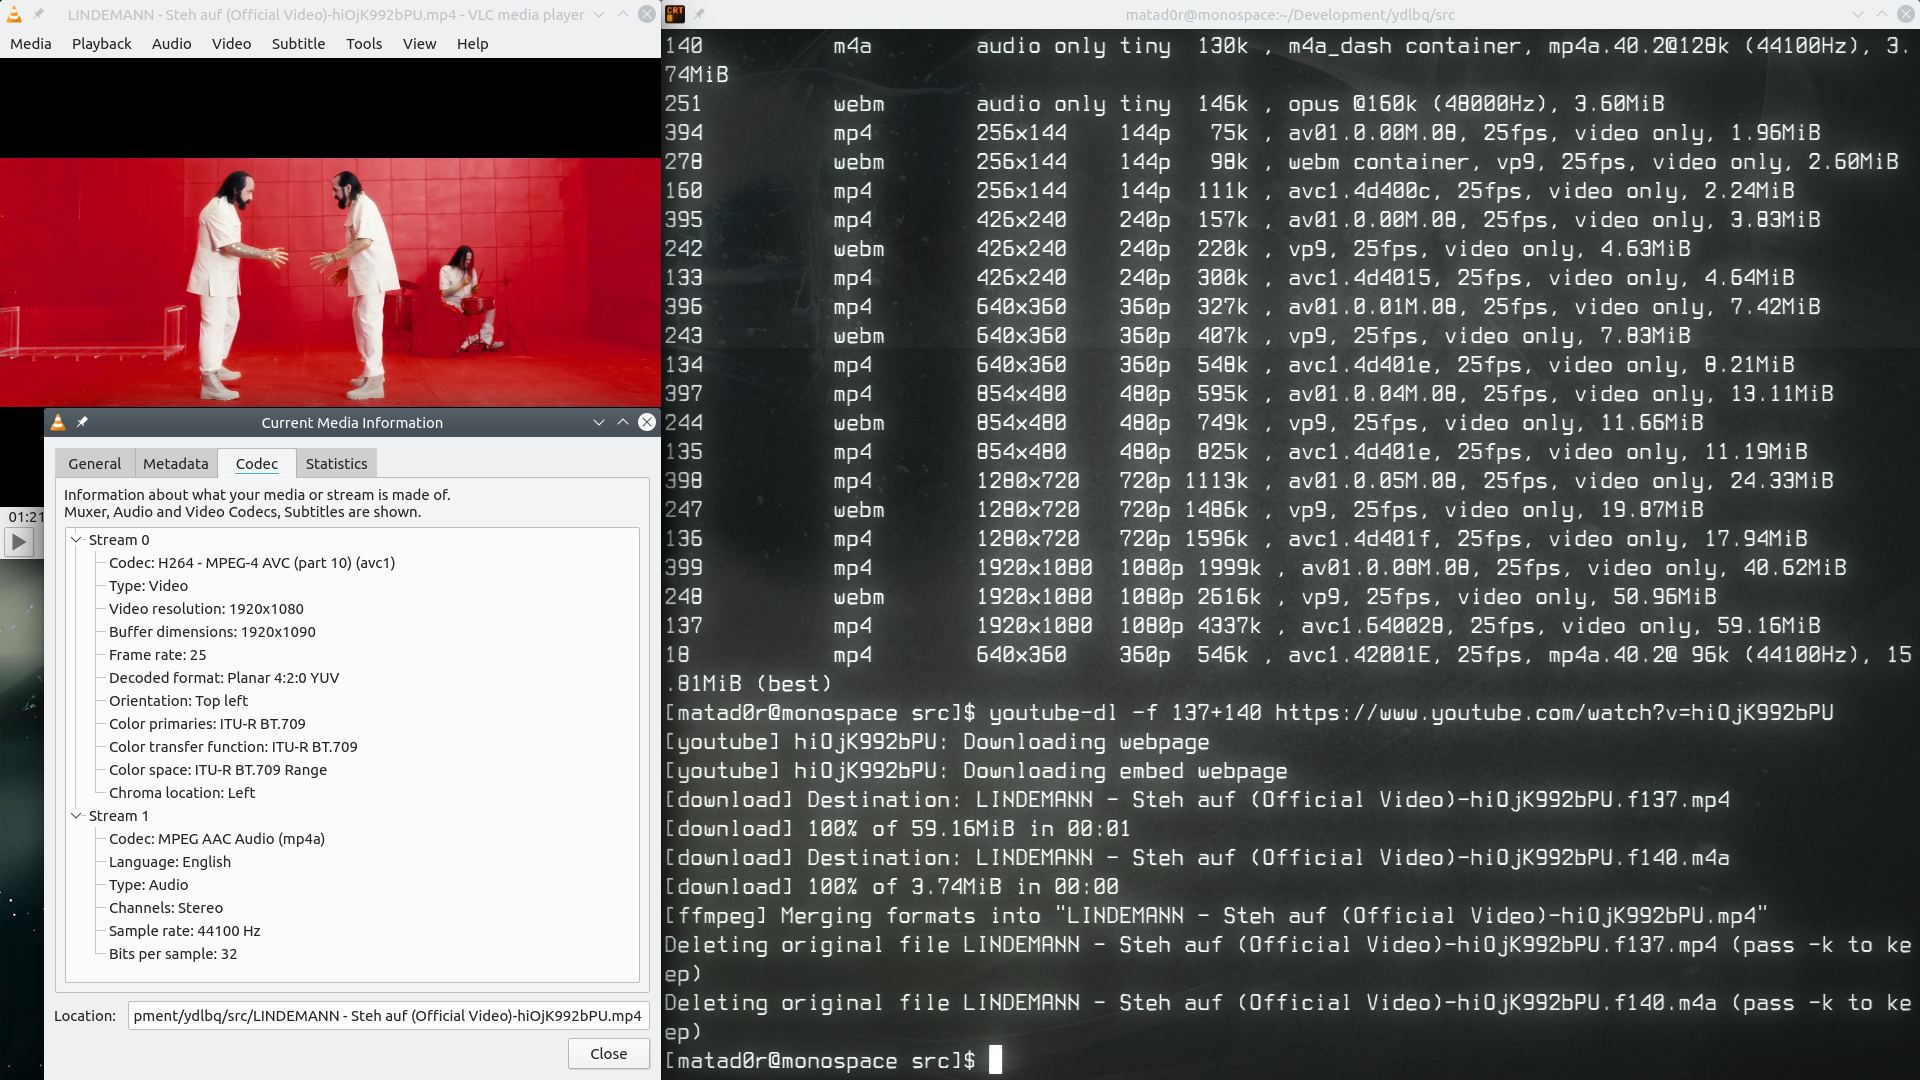 LINDEMANN - Steh auf (Official Video)-hiOjK992bPU.mp4 - VLC media player
Media Playback Audio Video Subtitle Tools View Help
01:21
Current Media Information
General Metadata Codec Statistics
Information about what your media or stream is made of.
Muxer, Audio and Video Codecs, Subtitles are shown.
Stream 0
Codec: H264 - MPEG-4 AVC (part 10) (avc1)
Type: Video
Video resolution: 1920x1080
Buffer dimensions: 1920x1090
Frame rate: 25
Decoded format: Planar 4:2:0 YUV
Orientation: Top left
Color primaries: ITU-R BT.709
Color transfer function: ITU-R BT.709
Color space: ITU-R BT.709 Range
Chroma location: Left
Stream 1
Codec: MPEG AAC Audio (mp4a)
Language: English
Type: Audio
Channels: Stereo
Sample rate: 44100 Hz
Bits per sample: 32
Location: pment/ydlbq/src/LINDEMANN - Steh auf (Official Video)-hiOjK992bPU.mp4
Close
CRT
matad0r@monospace:~/Development/ydlbq/src
140 m4a audio only tiny 130k , m4a_dash container, mp4a.40.2@128k (44100Hz), 3.
74MiB
251 webm audio only tiny 146k , opus @160k (48000Hz), 3.60MiB
394 mp4 256x144 144p 75k , av01.0.00M.08, 25fps, video only, 1.96MiB
278 webm 256x144 144p 98k , webm container, vp9, 25fps, video only, 2.60MiB
160 mp4 256x144 144p 111k , avc1.4d400c, 25fps, video only, 2.24MiB
395 mp4 426x240 240p 157k , av01.0.00M.08, 25fps, video only, 3.83MiB
242 webm 426x240 240p 220k , vp9, 25fps, video only, 4.63MiB
133 mp4 426x240 240p 300k , avc1.4d4015, 25fps, video only, 4.64MiB
396 mp4 640x360 360p 327k , av01.0.01M.08, 25fps, video only, 7.42MiB
243 webm 640x360 360p 407k , vp9, 25fps, video only, 7.83MiB
134 mp4 640x360 360p 548k , avc1.4d401e, 25fps, video only, 8.21MiB
397 mp4 854x480 480p 595k , av01.0.04M.08, 25fps, video only, 13.11MiB
244 webm 854x480 480p 749k , vp9, 25fps, video only, 11.66MiB
135 mp4 854x480 480p 825k , avc1.4d401e, 25fps, video only, 11.19MiB
398 mp4 1280x720 720p 1113k , av01.0.05M.08, 25fps, video only, 24.33MiB
247 webm 1280x720 720p 1486k , vp9, 25fps, video only, 19.87MiB
136 mp4 1280x720 720p 1596k , avc1.4d401f, 25fps, video only, 17.94MiB
399 mp4 1920x1080 1080p 1999k , av01.0.08M.08, 25fps, video only, 40.62MiB
248 webm 1920x1080 1080p 2616k , vp9, 25fps, video only, 50.96MiB
137 mp4 1920x1080 1080p 4337k , avc1.640028, 25fps, video only, 59.16MiB
18 mp4 640x360 360p 546k , avc1.42001E, 25fps, mp4a.40.2@ 96k (44100Hz), 15
.81MiB (best)
[matad0r@monospace src]$ youtube-dl -f 137+140 https://www.youtube.com/watch?v=hiOjK992bPU
[youtube] hiOjK992bPU: Downloading webpage
[youtube] hiOjK992bPU: Downloading embed webpage
[download] Destination: LINDEMANN - Steh auf (Official Video)-hiOjK992bPU.f137.mp4
[download] 100% of 59.16MiB in 00:01
[download] Destination: LINDEMANN - Steh auf (Official Video)-hiOjK992bPU.f140.m4a
[download] 100% of 3.74MiB in 00:00
[ffmpeg] Merging formats into "LINDEMANN - Steh auf (Official Video)-hiOjK992bPU.mp4"
Deleting original file LINDEMANN - Steh auf (Official Video)-hiOjK992bPU.f137.mp4 (pass -k to ke
ep)
Deleting original file LINDEMANN - Steh auf (Official Video)-hiOjK992bPU.f140.m4a (pass -k to ke
ep)
[matad0r@monospace src]$